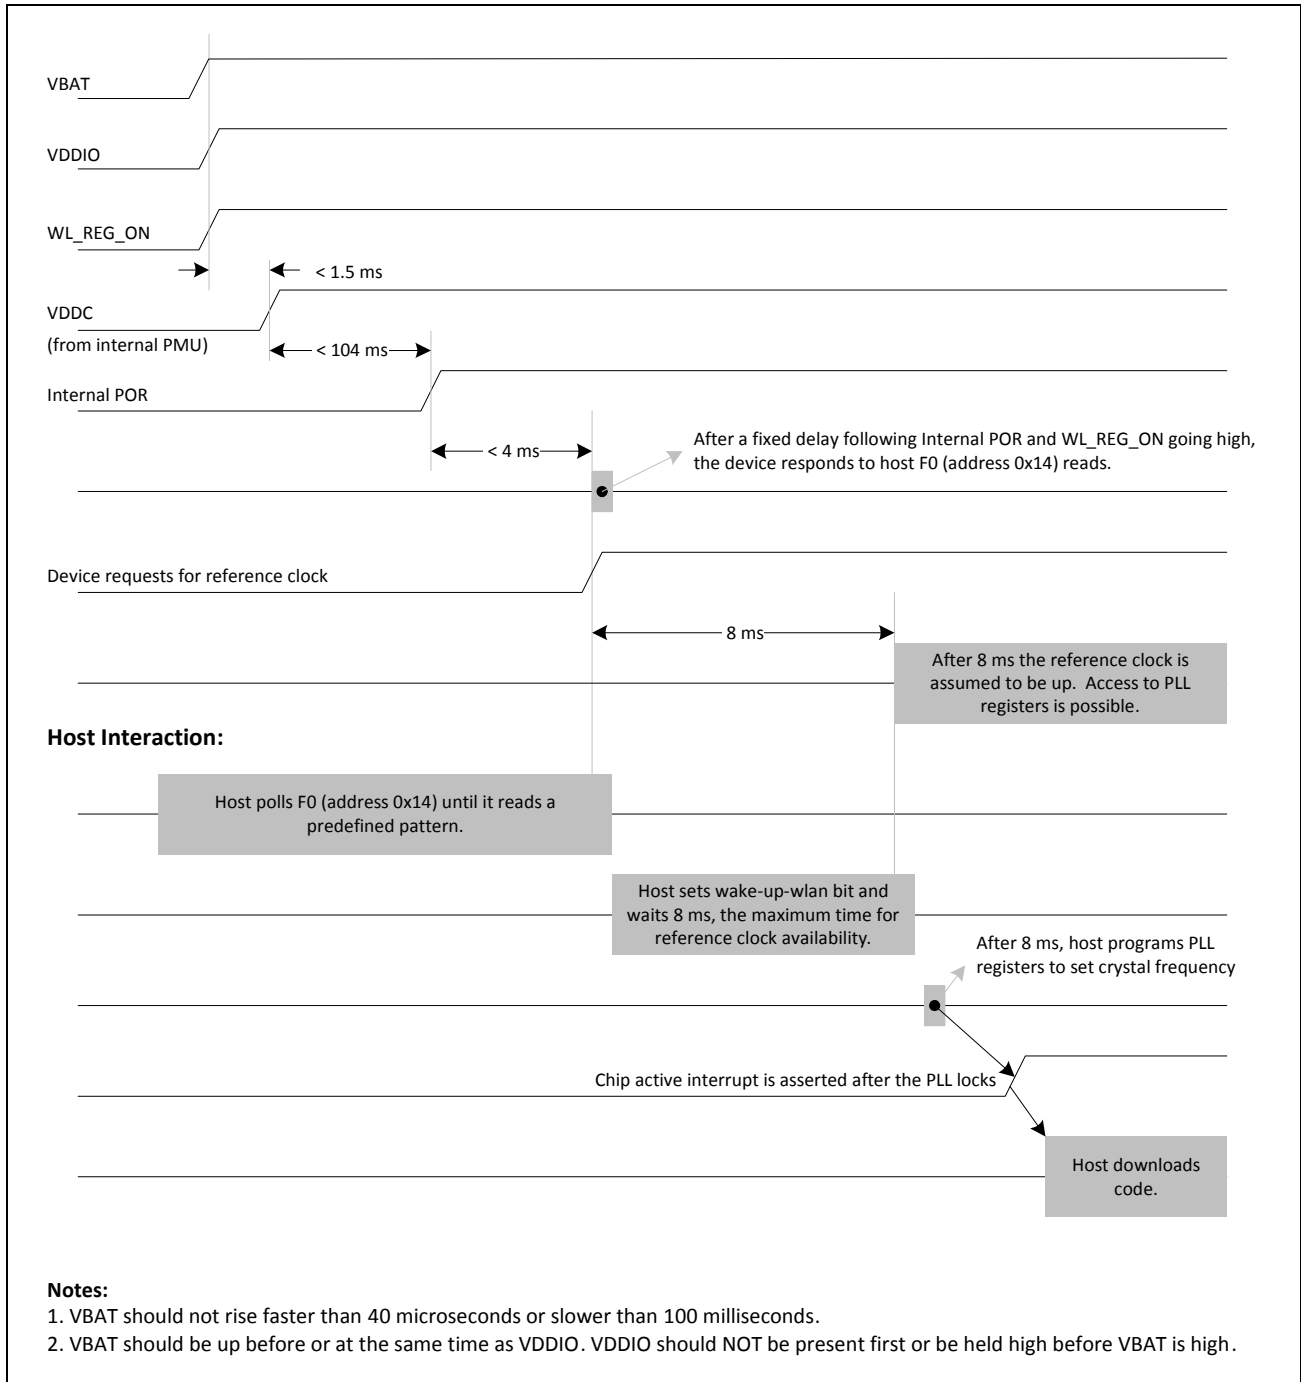 VBAT
VDDIO
WL_REG_ON
< 1.5 ms
VDDC
(from internal PMU)
< 104 ms
Internal POR
< 4 ms
After a fixed delay following Internal POR and WL_REG_ON going high,
the device responds to host F0 (address 0x14) reads.
Device requests for reference clock
8 ms
After 8 ms the reference clock is
assumed to be up. Access to PLL
registers is possible.
Host Interaction:
Host polls F0 (address 0x14) until it reads a
predefined pattern.
Host sets wake-up-wlan bit and
waits 8 ms, the maximum time for
reference clock availability.
After 8 ms, host programs PLL
registers to set crystal frequency
Chip active interrupt is asserted after the PLL locks
Host downloads
code.
Notes:
1. VBAT should not rise faster than 40 microseconds or slower than 100 milliseconds.
2. VBAT should be up before or at the same time as VDDIO. VDDIO should NOT be present first or be held high before VBAT is high.